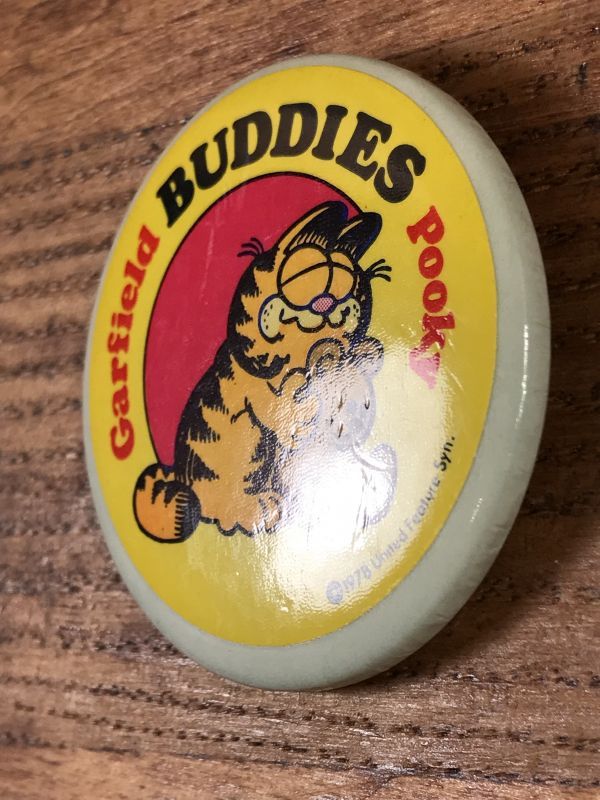 Garfield BUDDIES Pooky
©1978 United Feature Syn.